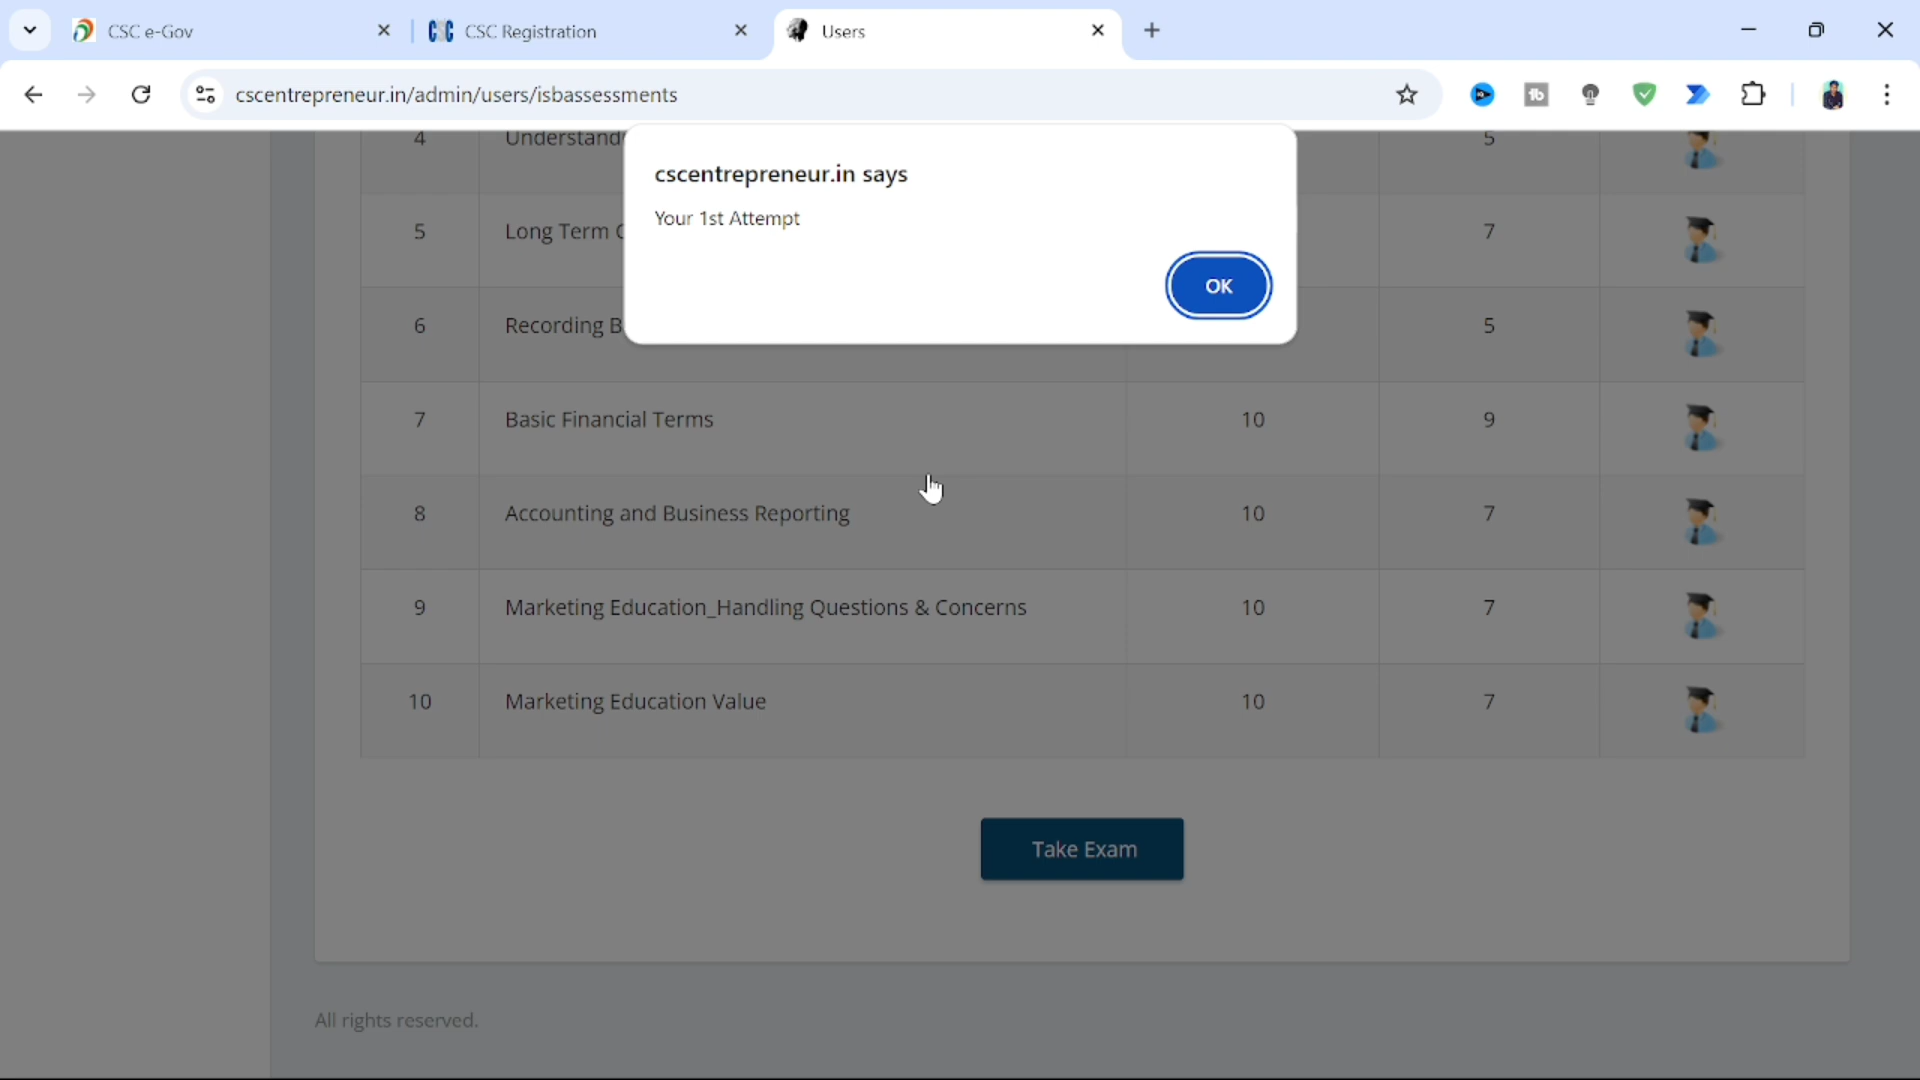 CSC e-Gov
CSC Registration
Users
cscentrepreneur.in/admin/users/isbassessments
cscentrepreneur.in says
Your 1st Attempt
OK
4 5
5 Long Term 7
6 Recording B 5
7 Basic Financial Terms 10 9
8 Accounting and Business Reporting 10 7
9 Marketing Education_Handling Questions & Concerns 10 7
10 Marketing Education Value 10 7
Take Exam
All rights reserved.